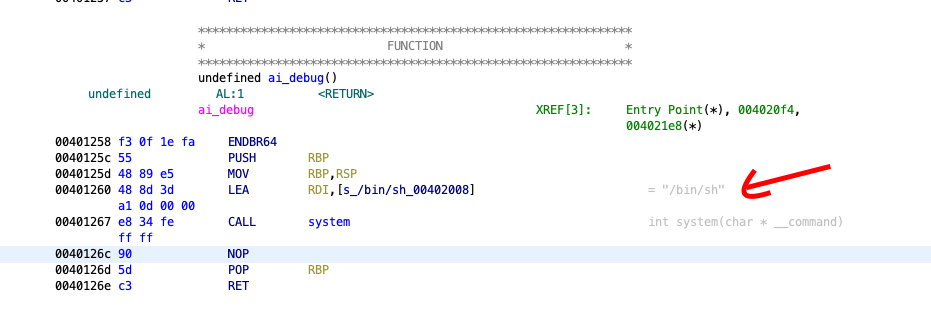 ************************************************************
* FUNCTION *
************************************************************
undefined ai_debug()
undefined AL:1 <RETURN>
ai_debug XREF[3]: Entry Point(*), 004020f4,
004021e8(*)
00401258 f3 0f 1e fa ENDBR64
0040125c 55 PUSH RBP
0040125d 48 89 e5 MOV RBP,RSP
00401260 48 8d 3d LEA RDI,[s_/bin/sh_00402008] = "/bin/sh"
a1 0d 00 00
00401267 e8 34 fe CALL system int system(char * __command)
ff ff
0040126c 90 NOP
0040126d 5d POP RBP
0040126e c3 RET